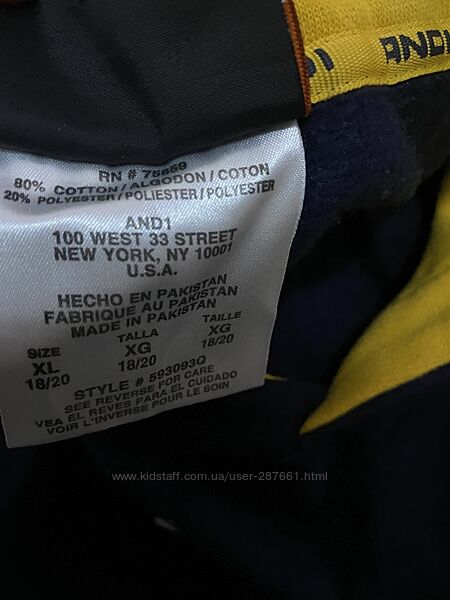 AND1
RN # 75859
80% COTTON / ALGODON / COTON
20% POLYESTER / POLIESTER / POLYESTER
AND1
100 WEST 33 STREET
NEW YORK, NY 10001
U.S.A.
HECHO EN PAKISTAN
FABRIQUE AU PAKISTAN
MADE IN PAKISTAN
SIZE TALLA TAILLE
XL XG XG
18/20 18/20 18/20
STYLE # 593093Q
SEE REVERSE FOR CARE
VEA EL REVES PARA EL CUIDADO
VOIR L'INVERSE POUR LE SOIN
www.kidstaff.com.ua/user-287661.html